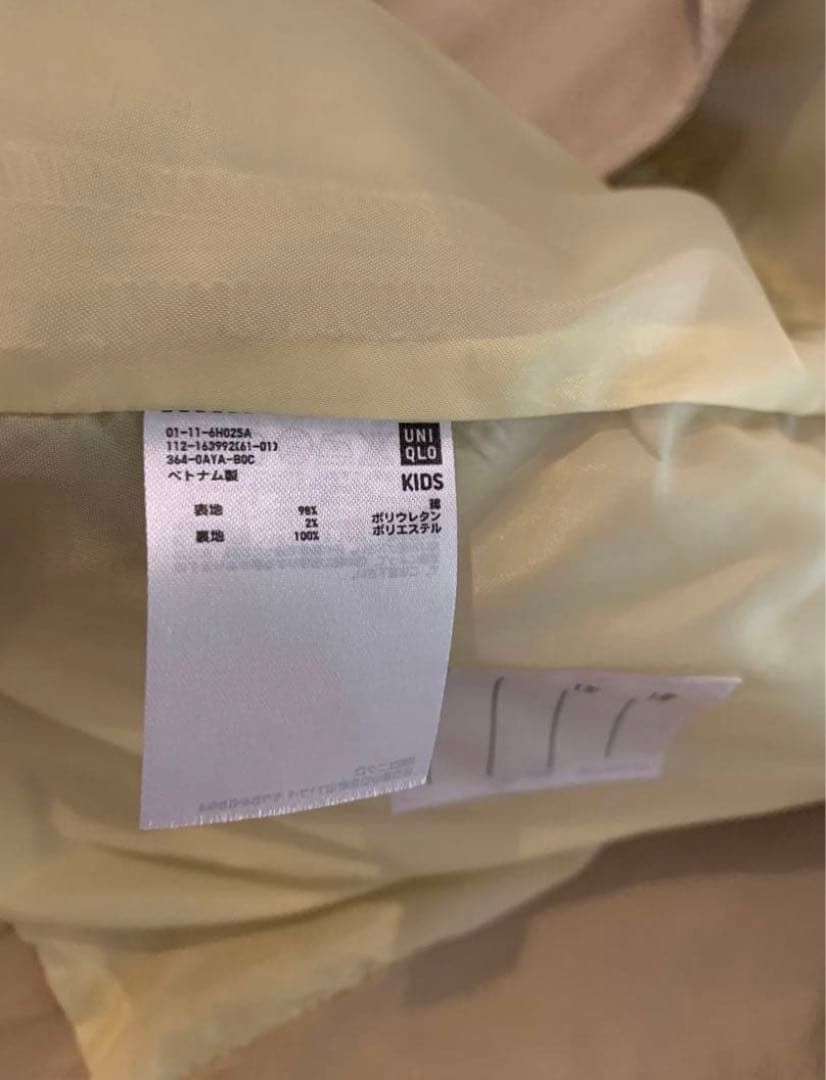 01-11-6H025A
112-163992(61-01)
364-0AYA-B0C
ベトナム製
UNI
QLO
KIDS
表地 98% 綿
2% ポリウレタン
裏地 100% ポリエステル